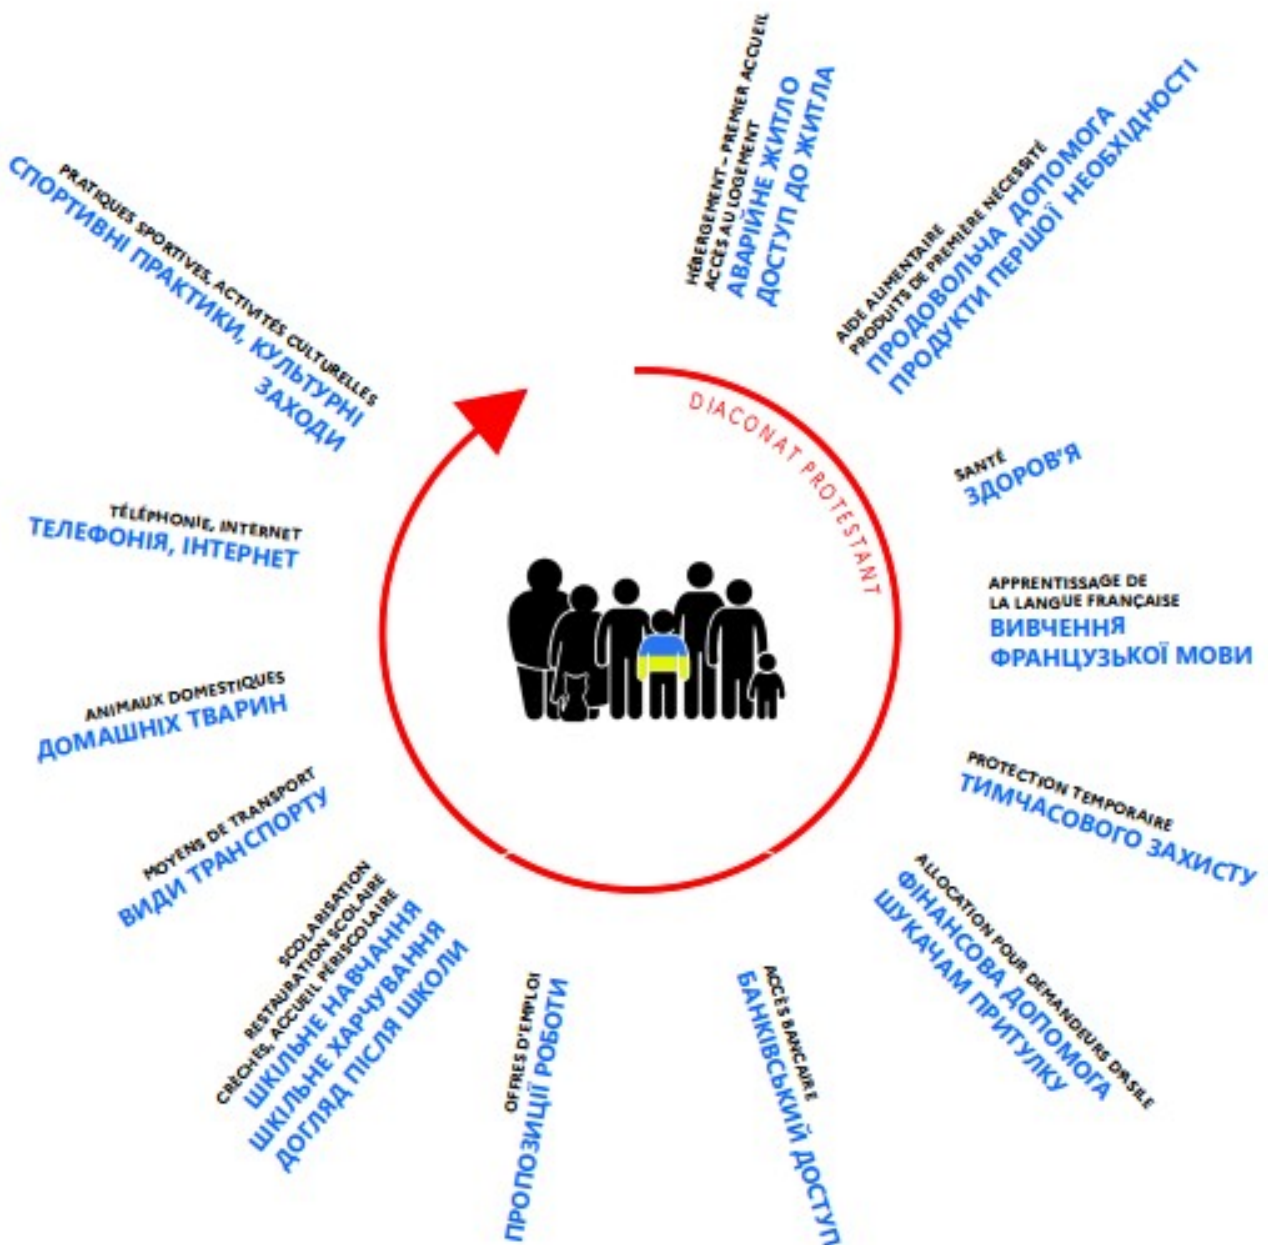 HÉBERGEMENT – PREMIER ACCUEIL
ACCÈS AU LOGEMENT
АВАРІЙНЕ ЖИТЛО
ДОСТУП ДО ЖИТЛА
AIDE ALIMENTAIRE
PRODUITS DE PREMIÈRE NÉCESSITÉ
ПРОДОВОЛЬЧА ДОПОМОГА
ПРОДУКТИ ПЕРШОЇ НЕОБХІДНОСТІ
SANTÉ
ЗДОРОВ'Я
APPRENTISSAGE DE
LA LANGUE FRANÇAISE
ВИВЧЕННЯ
ФРАНЦУЗЬКОЇ МОВИ
PROTECTION TEMPORAIRE
ТИМЧАСОВОГО ЗАХИСТУ
ALLOCATION POUR DEMANDEURS D'ASILE
ФІНАНСОВА ДОПОМОГА
ШУКАЧАМ ПРИТУЛКУ
ACCÈS BANCAIRE
БАНКІВСЬКИЙ ДОСТУП
OFFRES D'EMPLOI
ПРОПОЗИЦІЇ РОБОТИ
SCOLARISATION
RESTAURATION SCOLAIRE
CRÈCHES, ACCUEIL PÉRISCOLAIRE
ШКІЛЬНЕ НАВЧАННЯ
ШКІЛЬНЕ ХАРЧУВАННЯ
ДОГЛЯД ПІСЛЯ ШКОЛИ
MOYENS DE TRANSPORT
ВИДИ ТРАНСПОРТУ
ANIMAUX DOMESTIQUES
ДОМАШНІХ ТВАРИН
TÉLÉPHONIE, INTERNET
ТЕЛЕФОНІЯ, ІНТЕРНЕТ
PRATIQUES SPORTIVES, ACTIVITÉS CULTURELLES
СПОРТИВНІ ПРАКТИКИ, КУЛЬТУРНІ
ЗАХОДИ
DIACONAT PROTESTANT